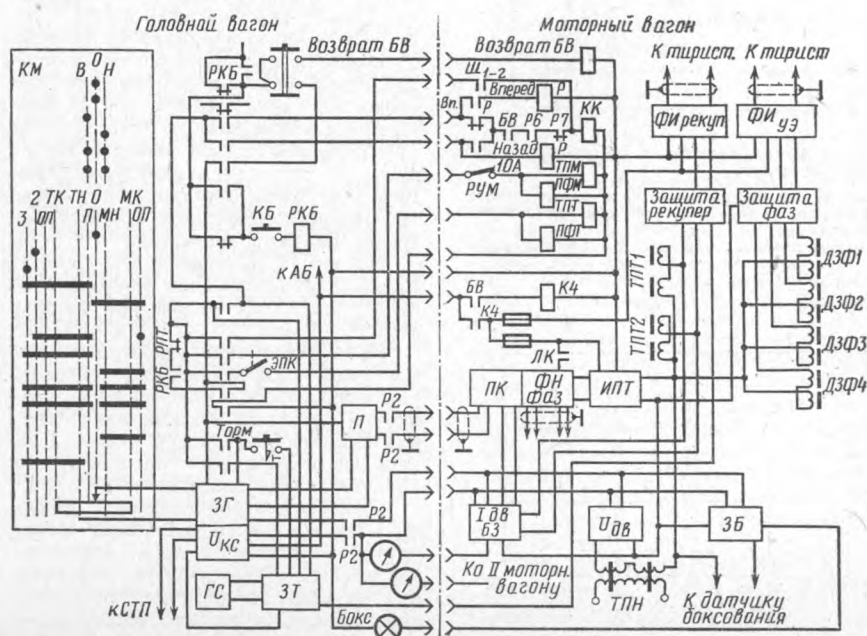 Головной вагон
Моторный вагон
КМ
О
В Н
РКБ
Возврат БВ
Возврат БВ
К тирист.
К тирист
Щ1-2
Вперед
Р
Вп.
Р
БВ
Р6
Р7
КК
Назад
Р
ФИ рекуп
ФИ УЭ
10А
РУМ
ТПМ
ПФМ
ТПТ
ПФТ
Защита рекупер
Защита фаз
2 ТК ТН О МК
3 ОП П МН ОП
КБ
РКБ
кАБ
БВ
К4
К4
ЛК
ТПТ1
ТПТ2
ДЗФ1
ДЗФ2
ДЗФ3
ДЗФ4
РПТ
РКБ
ЭПК
П
Р2
Р2
ПК
ФН фаз
ИПТ
Торм
ЗГ
Uкс
Р2
Р2
ГС
ЗТ
кСТП
Бокс
I дв БЗ
Uдв
ЗБ
Ко II моторн. вагону
ТПН
К датчику доксования